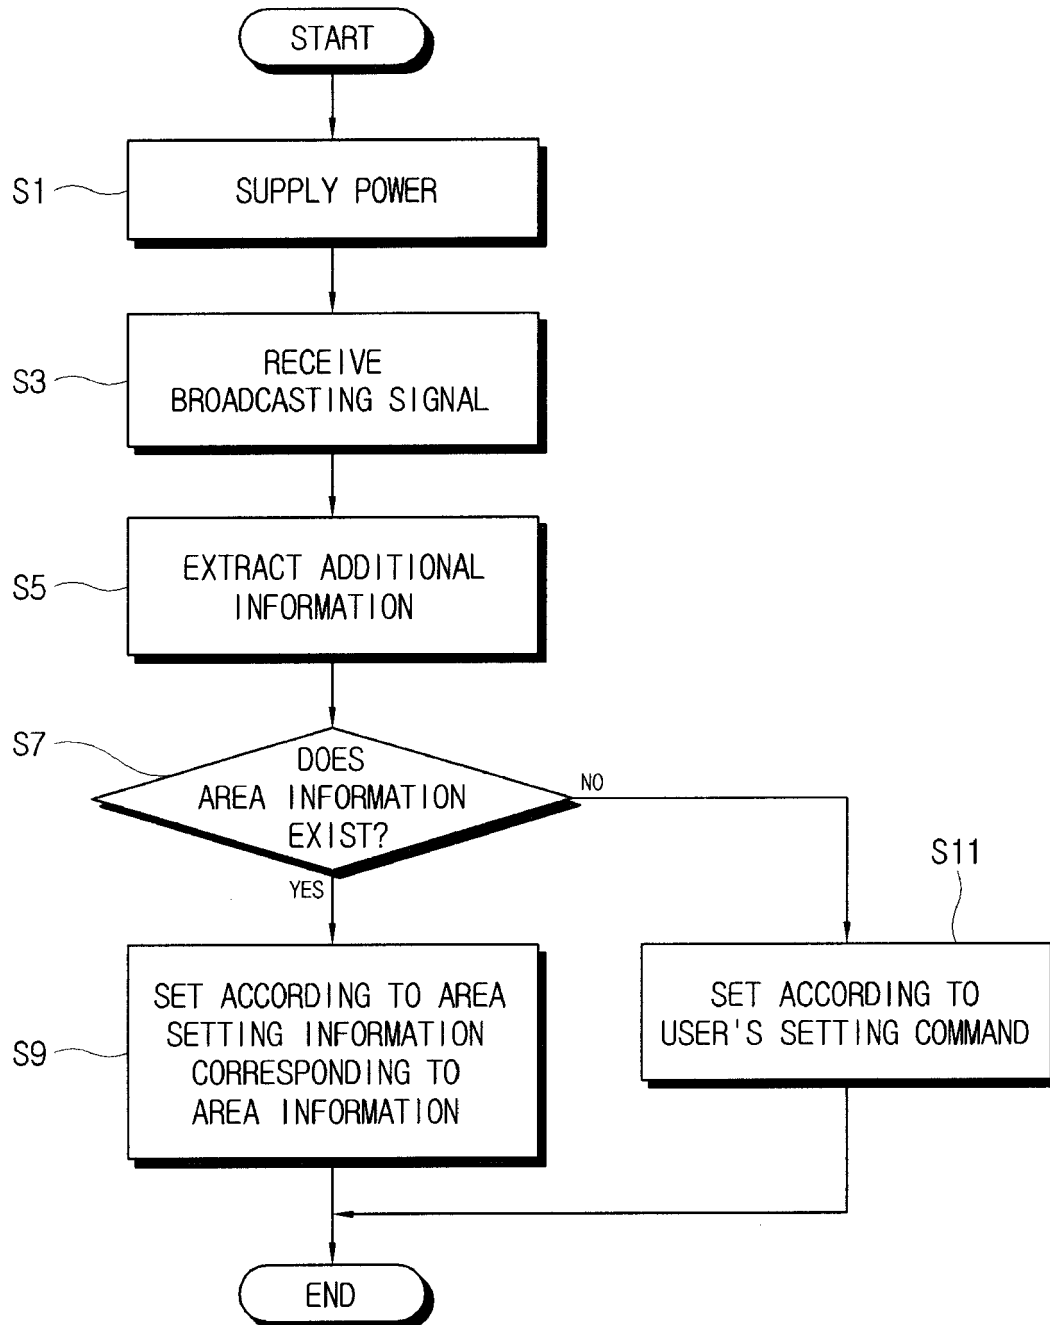 START
S1
SUPPLY POWER
S3
RECEIVE
BROADCASTING SIGNAL
S5
EXTRACT ADDITIONAL
INFORMATION
S7
DOES
AREA INFORMATION
EXIST?
NO
YES
S11
S9
SET ACCORDING TO AREA
SETTING INFORMATION
CORRESPONDING TO
AREA INFORMATION
SET ACCORDING TO
USER'S SETTING COMMAND
END